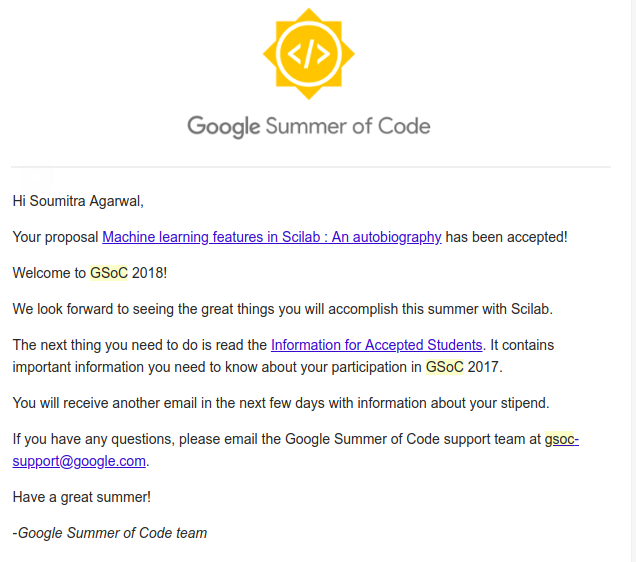 </>
Google Summer of Code
Hi Soumitra Agarwal,
Your proposal Machine learning features in Scilab : An autobiography has been accepted!
Welcome to GSoC 2018!
We look forward to seeing the great things you will accomplish this summer with Scilab.
The next thing you need to do is read the Information for Accepted Students. It contains
important information you need to know about your participation in GSoC 2017.
You will receive another email in the next few days with information about your stipend.
If you have any questions, please email the Google Summer of Code support team at gsoc-
support@google.com.
Have a great summer!
-Google Summer of Code team